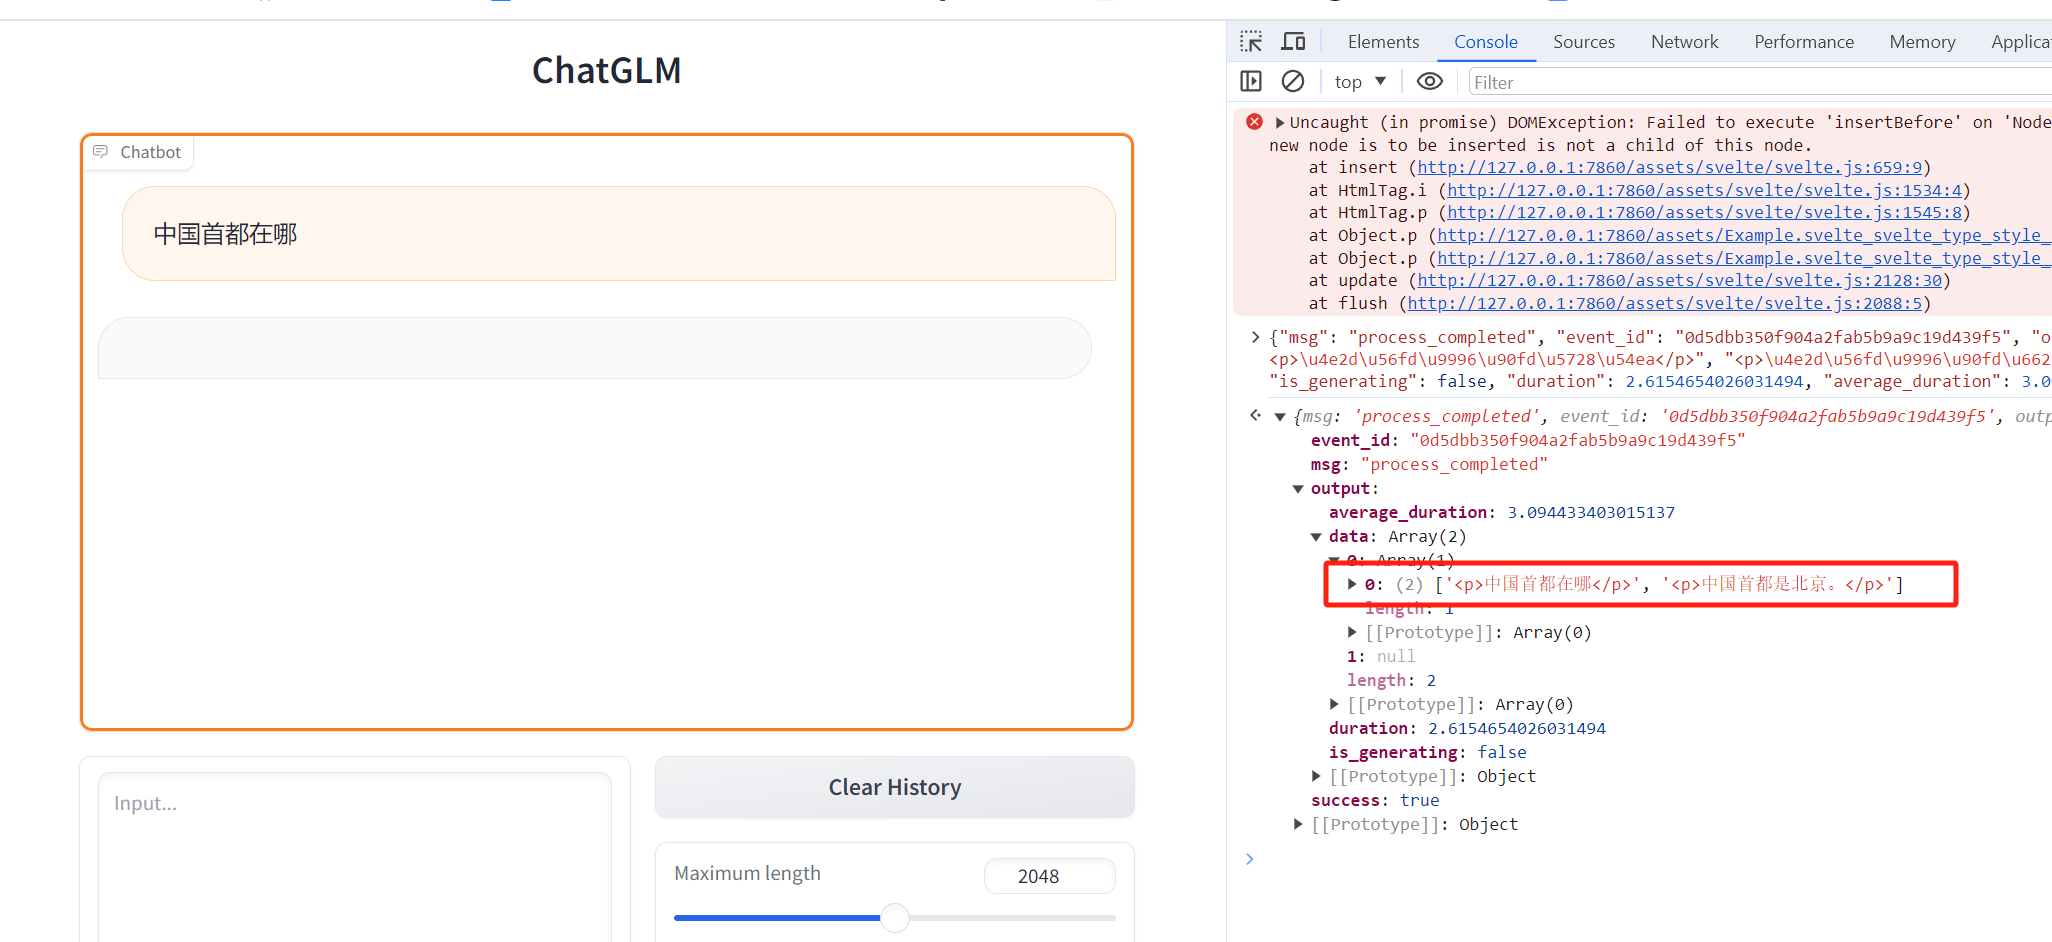 ChatGLM
Chatbot
中国首都在哪
Input...
Clear History
Maximum length
2048
Elements Console Sources Network Performance Memory Applica
top
Filter
Uncaught (in promise) DOMException: Failed to execute 'insertBefore' on 'Node
new node is to be inserted is not a child of this node.
at insert (http://127.0.0.1:7860/assets/svelte/svelte.js:659:9)
at HtmlTag.i (http://127.0.0.1:7860/assets/svelte/svelte.js:1534:4)
at HtmlTag.p (http://127.0.0.1:7860/assets/svelte/svelte.js:1545:8)
at Object.p (http://127.0.0.1:7860/assets/Example.svelte_svelte_type_style_
at Object.p (http://127.0.0.1:7860/assets/Example.svelte_svelte_type_style_
at update (http://127.0.0.1:7860/assets/svelte/svelte.js:2128:30)
at flush (http://127.0.0.1:7860/assets/svelte/svelte.js:2088:5)
{"msg": "process_completed", "event_id": "0d5dbb350f904a2fab5b9a9c19d439f5", "o
<p>\u4e2d\u56fd\u9996\u90fd\u5728\u54ea</p>", "<p>\u4e2d\u56fd\u9996\u90fd\u662
"is_generating": false, "duration": 2.6154654026031494, "average_duration": 3.0
{msg: 'process_completed', event_id: '0d5dbb350f904a2fab5b9a9c19d439f5', outp
event_id: "0d5dbb350f904a2fab5b9a9c19d439f5"
msg: "process_completed"
output:
average_duration: 3.094433403015137
data: Array(2)
0: Array(1)
0: (2) ['<p>中国首都在哪</p>', '<p>中国首都是北京。</p>']
length: 1
[[Prototype]]: Array(0)
1: null
length: 2
[[Prototype]]: Array(0)
duration: 2.6154654026031494
is_generating: false
[[Prototype]]: Object
success: true
[[Prototype]]: Object